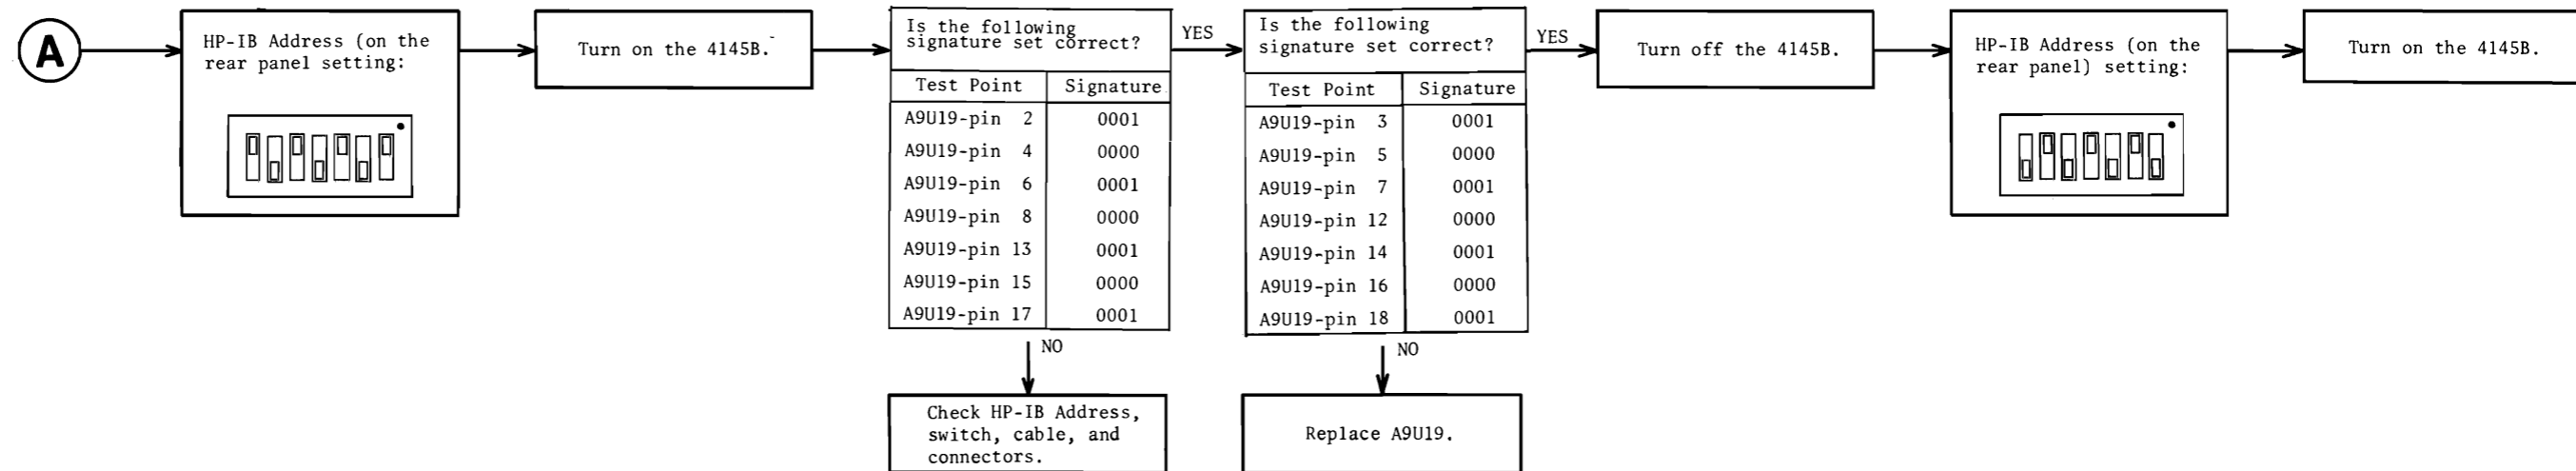 A
HP-IB Address (on the
rear panel setting:
Turn on the 4145B.
Is the following
signature set correct?
Test Point Signature
A9U19-pin 2 0001
A9U19-pin 4 0000
A9U19-pin 6 0001
A9U19-pin 8 0000
A9U19-pin 13 0001
A9U19-pin 15 0000
A9U19-pin 17 0001
YES
NO
Check HP-IB Address,
switch, cable, and
connectors.
Is the following
signature set correct?
Test Point Signature
A9U19-pin 3 0001
A9U19-pin 5 0000
A9U19-pin 7 0001
A9U19-pin 12 0000
A9U19-pin 14 0001
A9U19-pin 16 0000
A9U19-pin 18 0001
YES
NO
Replace A9U19.
Turn off the 4145B.
HP-IB Address (on the
rear panel) setting:
Turn on the 4145B.